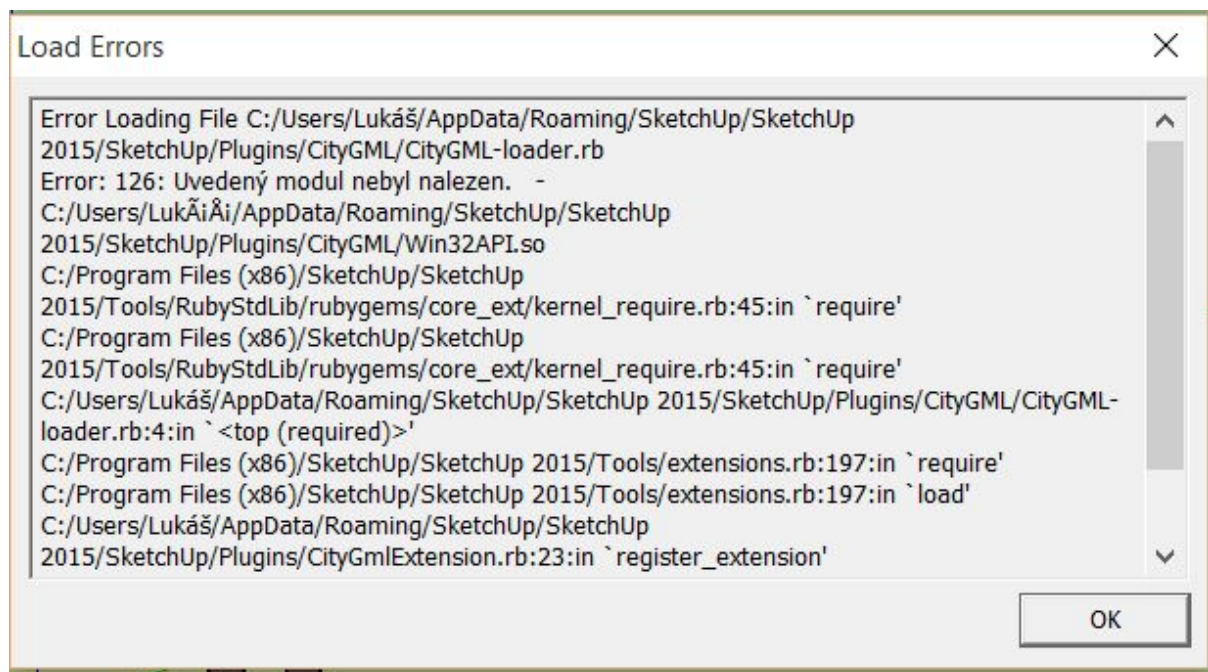 Load Errors
Error Loading File C:/Users/Lukáš/AppData/Roaming/SketchUp/SketchUp
2015/SketchUp/Plugins/CityGML/CityGML-loader.rb
Error: 126: Uvedený modul nebyl nalezen.   -
C:/Users/LukÃ¡Å¡/AppData/Roaming/SketchUp/SketchUp
2015/SketchUp/Plugins/CityGML/Win32API.so
C:/Program Files (x86)/SketchUp/SketchUp
2015/Tools/RubyStdLib/rubygems/core_ext/kernel_require.rb:45:in `require'
C:/Program Files (x86)/SketchUp/SketchUp
2015/Tools/RubyStdLib/rubygems/core_ext/kernel_require.rb:45:in `require'
C:/Users/Lukáš/AppData/Roaming/SketchUp/SketchUp 2015/SketchUp/Plugins/CityGML/CityGML-
loader.rb:4:in `<top (required)>'
C:/Program Files (x86)/SketchUp/SketchUp 2015/Tools/extensions.rb:197:in `require'
C:/Program Files (x86)/SketchUp/SketchUp 2015/Tools/extensions.rb:197:in `load'
C:/Users/Lukáš/AppData/Roaming/SketchUp/SketchUp
2015/SketchUp/Plugins/CityGmlExtension.rb:23:in `register_extension'
OK